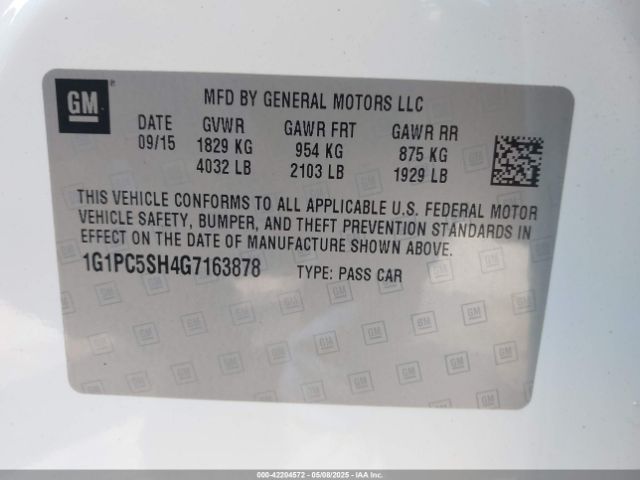 GM
MFD BY GENERAL MOTORS LLC
DATE GVWR GAWR FRT GAWR RR
09/15 1829 KG 954 KG 875 KG
4032 LB 2103 LB 1929 LB
THIS VEHICLE CONFORMS TO ALL APPLICABLE U.S. FEDERAL MOTOR
VEHICLE SAFETY, BUMPER, AND THEFT PREVENTION STANDARDS IN
EFFECT ON THE DATE OF MANUFACTURE SHOWN ABOVE.
1G1PC5SH4G7163878 TYPE: PASS CAR
000-42204572 - 05/08/2025 - IAAI, Inc.